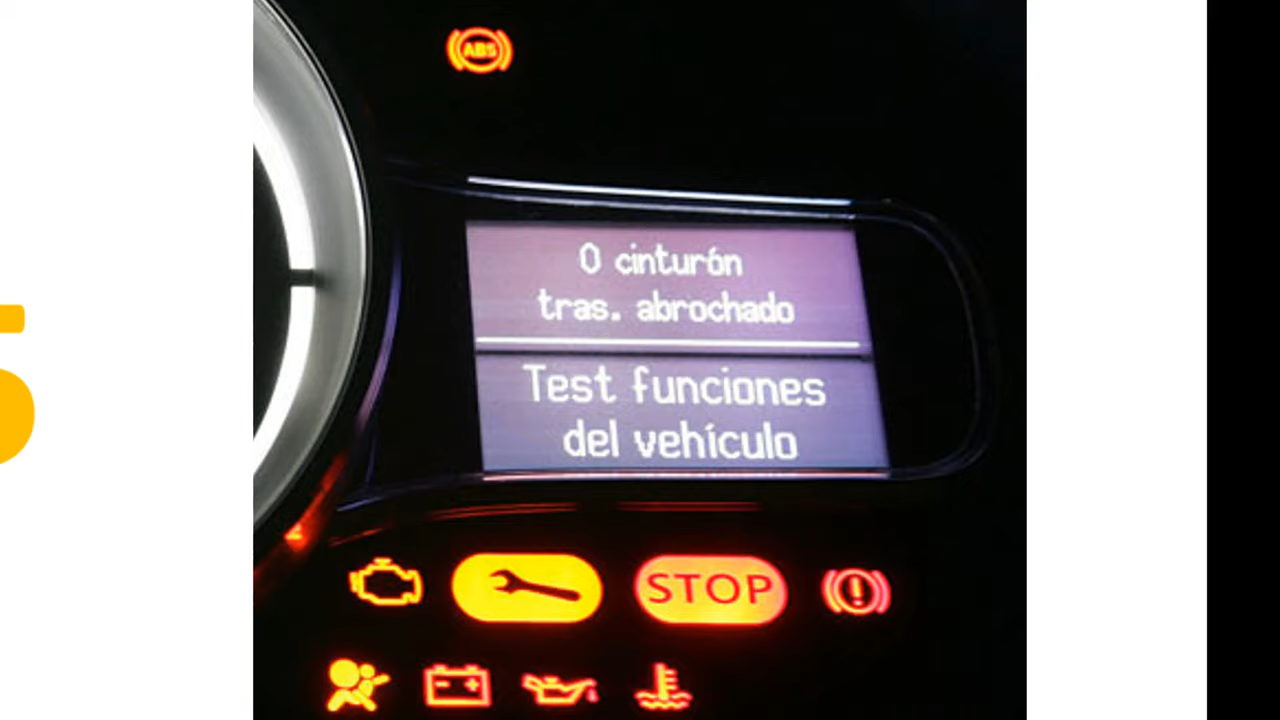 ABS
0 cinturón
tras. abrochado
Test funciones
del vehículo
STOP